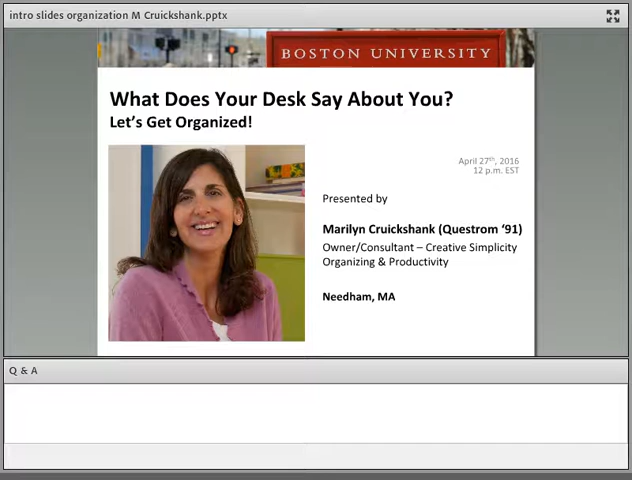 intro slides organization M Cruickshank.pptx
BOSTON UNIVERSITY
What Does Your Desk Say About You?
Let's Get Organized!
April 27th, 2016
12 p.m. EST
Presented by
Marilyn Cruickshank (Questrom '91)
Owner/Consultant – Creative Simplicity
Organizing & Productivity
Needham, MA
Q & A